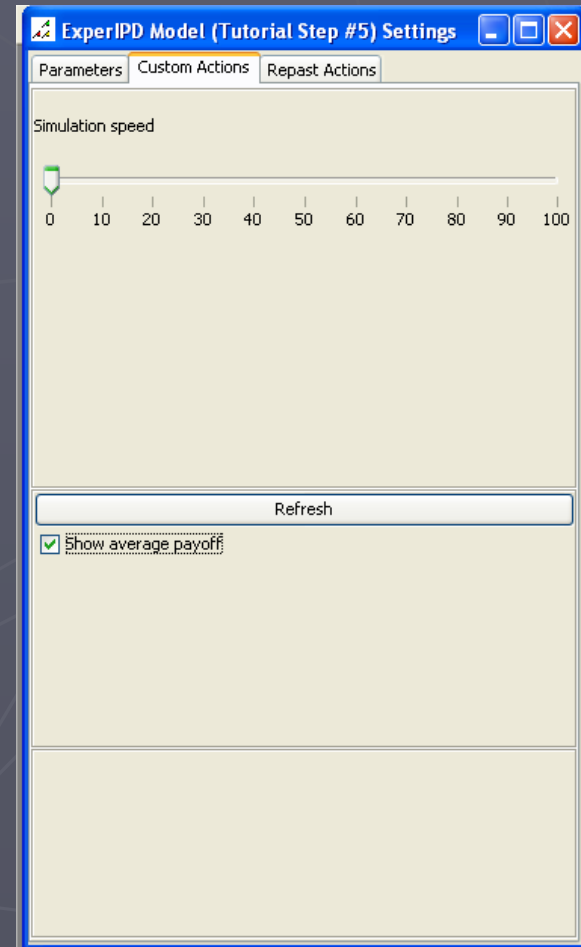 ExperIPD Model (Tutorial Step #5) Settings
Parameters Custom Actions Repast Actions
Simulation speed
0 10 20 30 40 50 60 70 80 90 100
Refresh
Show average payoff